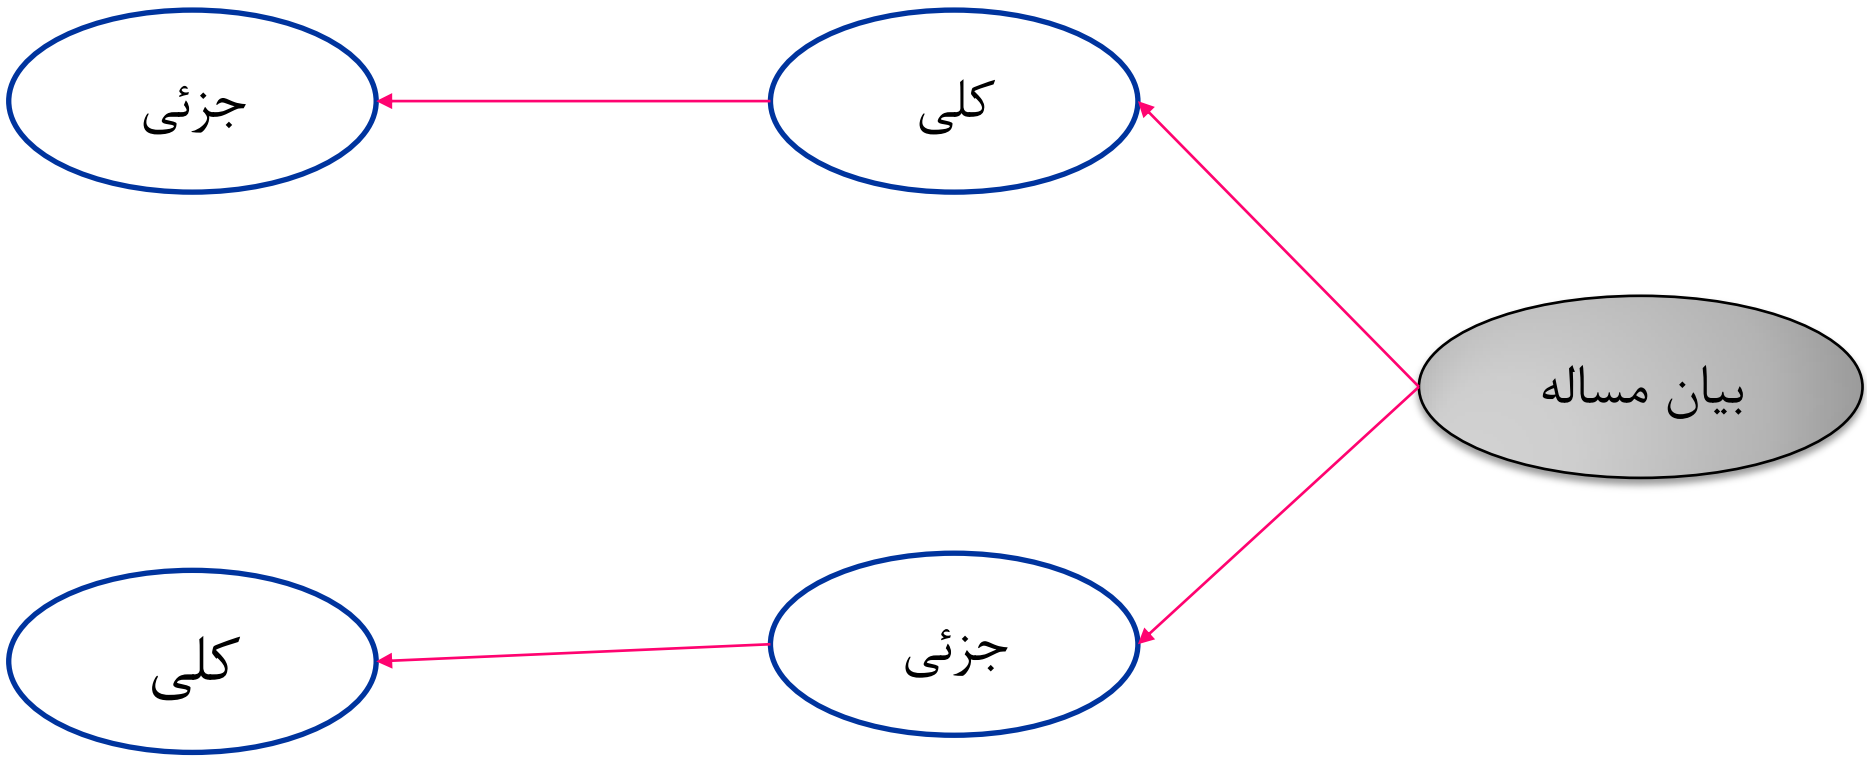 بیان مساله
کلی
جزئی
جزئی
کلی